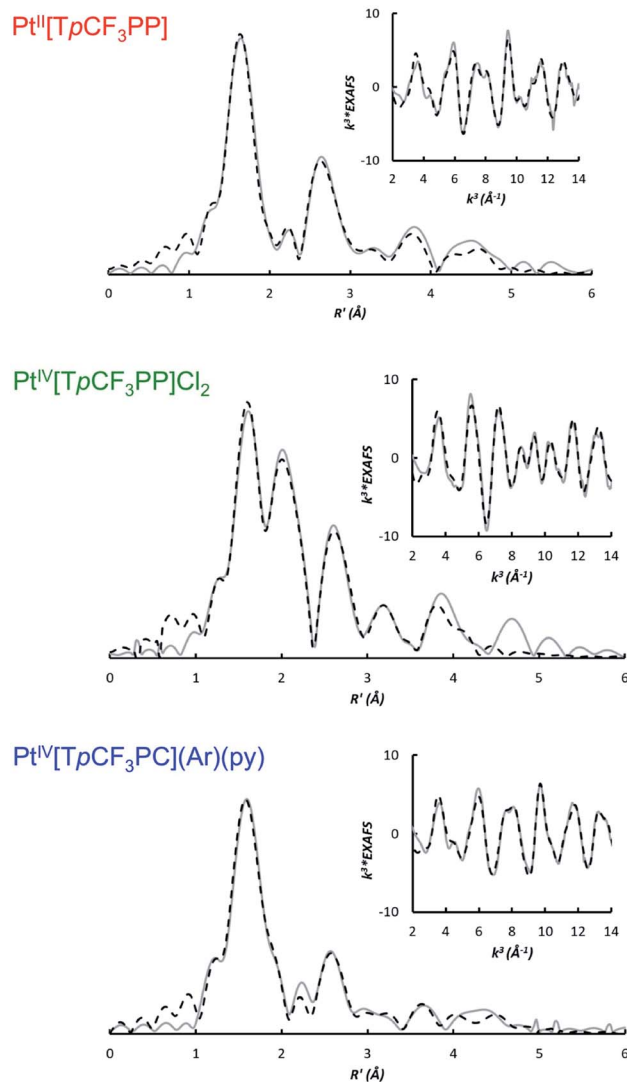 Pt^II[TpCF₃PP]
10
0
-10
k³*EXAFS
2 4 6 8 10 12 14
k³ (Å⁻¹)
0 1 2 3 4 5 6
R' (Å)
Pt^IV[TpCF₃PP]Cl₂
10
0
-10
k³*EXAFS
2 4 6 8 10 12 14
k³ (Å⁻¹)
0 1 2 3 4 5 6
R' (Å)
Pt^IV[TpCF₃PC](Ar)(py)
10
0
-10
k³*EXAFS
2 4 6 8 10 12 14
k³ (Å⁻¹)
0 1 2 3 4 5 6
R' (Å)